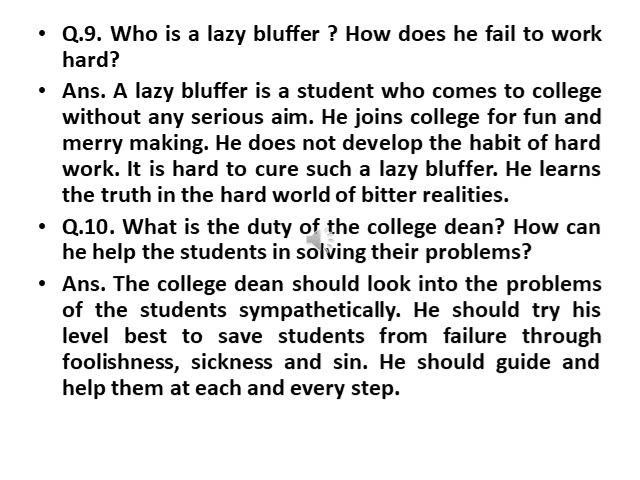 • Q.9. Who is a lazy bluffer ? How does he fail to work
hard?
• Ans. A lazy bluffer is a student who comes to college
without any serious aim. He joins college for fun and
merry making. He does not develop the habit of hard
work. It is hard to cure such a lazy bluffer. He learns
the truth in the hard world of bitter realities.
• Q.10. What is the duty of the college dean? How can
he help the students in solving their problems?
• Ans. The college dean should look into the problems
of the students sympathetically. He should try his
level best to save students from failure through
foolishness, sickness and sin. He should guide and
help them at each and every step.